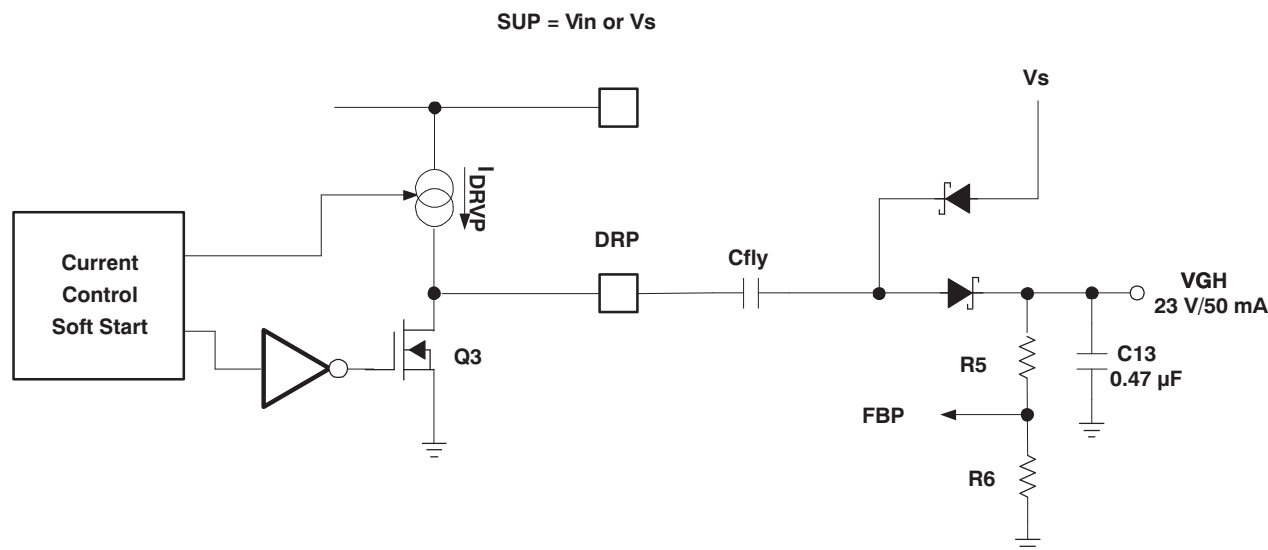 SUP = Vin or Vs
Vs
IDRVP
Current
Control
Soft Start
DRP
Cfly
VGH
23 V/50 mA
Q3
R5
C13
0.47 µF
FBP
R6